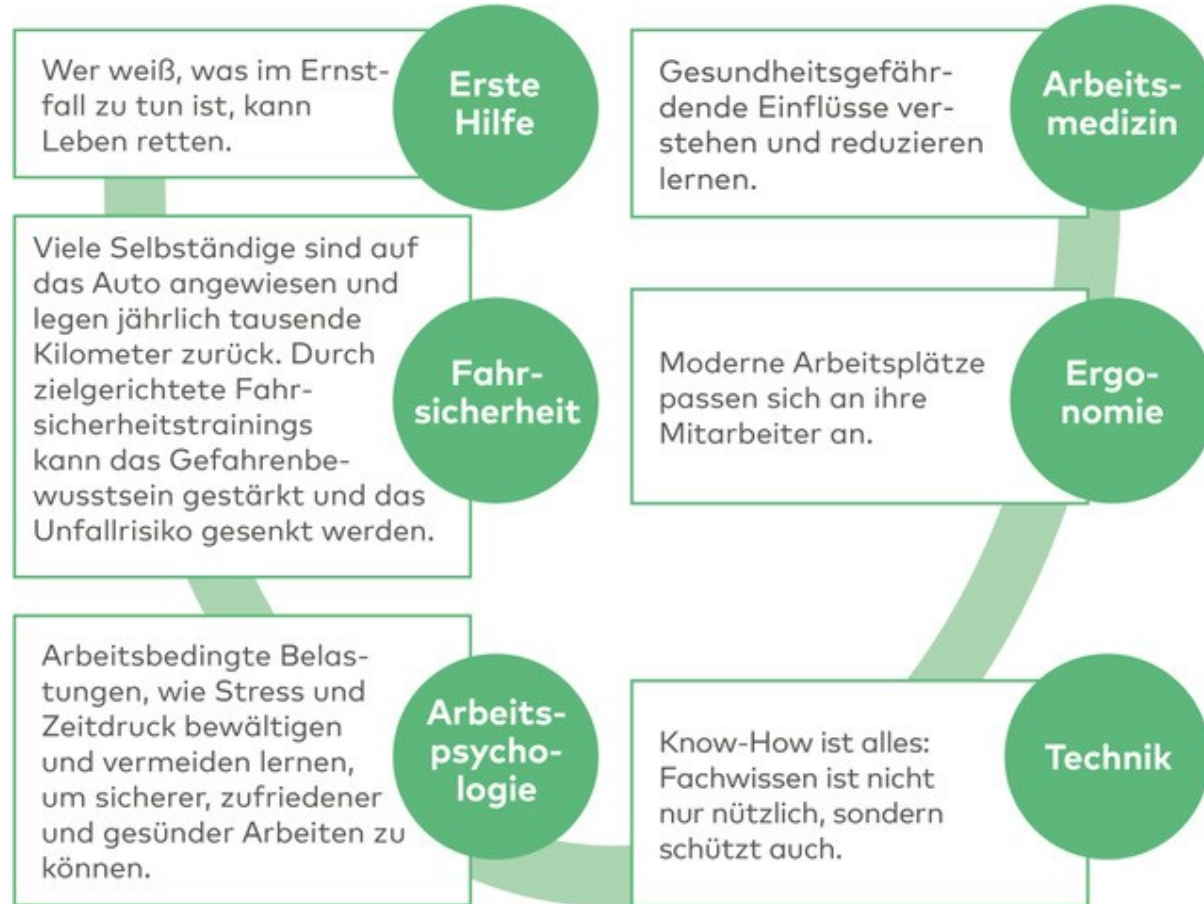 Wer weiß, was im Ernst-
fall zu tun ist, kann
Leben retten.
Erste
Hilfe
Viele Selbständige sind auf
das Auto angewiesen und
legen jährlich tausende
Kilometer zurück. Durch
zielgerichtete Fahr-
sicherheitstrainings
kann das Gefahrenbe-
wusstsein gestärkt und das
Unfallrisiko gesenkt werden.
Fahr-
sicherheit
Arbeitsbedingte Belas-
tungen, wie Stress und
Zeitdruck bewältigen
und vermeiden lernen,
um sicherer, zufriedener
und gesünder Arbeiten zu
können.
Arbeits-
psycho-
logie
Gesundheitsgefähr-
dende Einflüsse ver-
stehen und reduzieren
lernen.
Arbeits-
medizin
Moderne Arbeitsplätze
passen sich an ihre
Mitarbeiter an.
Ergo-
nomie
Know-How ist alles:
Fachwissen ist nicht
nur nützlich, sondern
schützt auch.
Technik